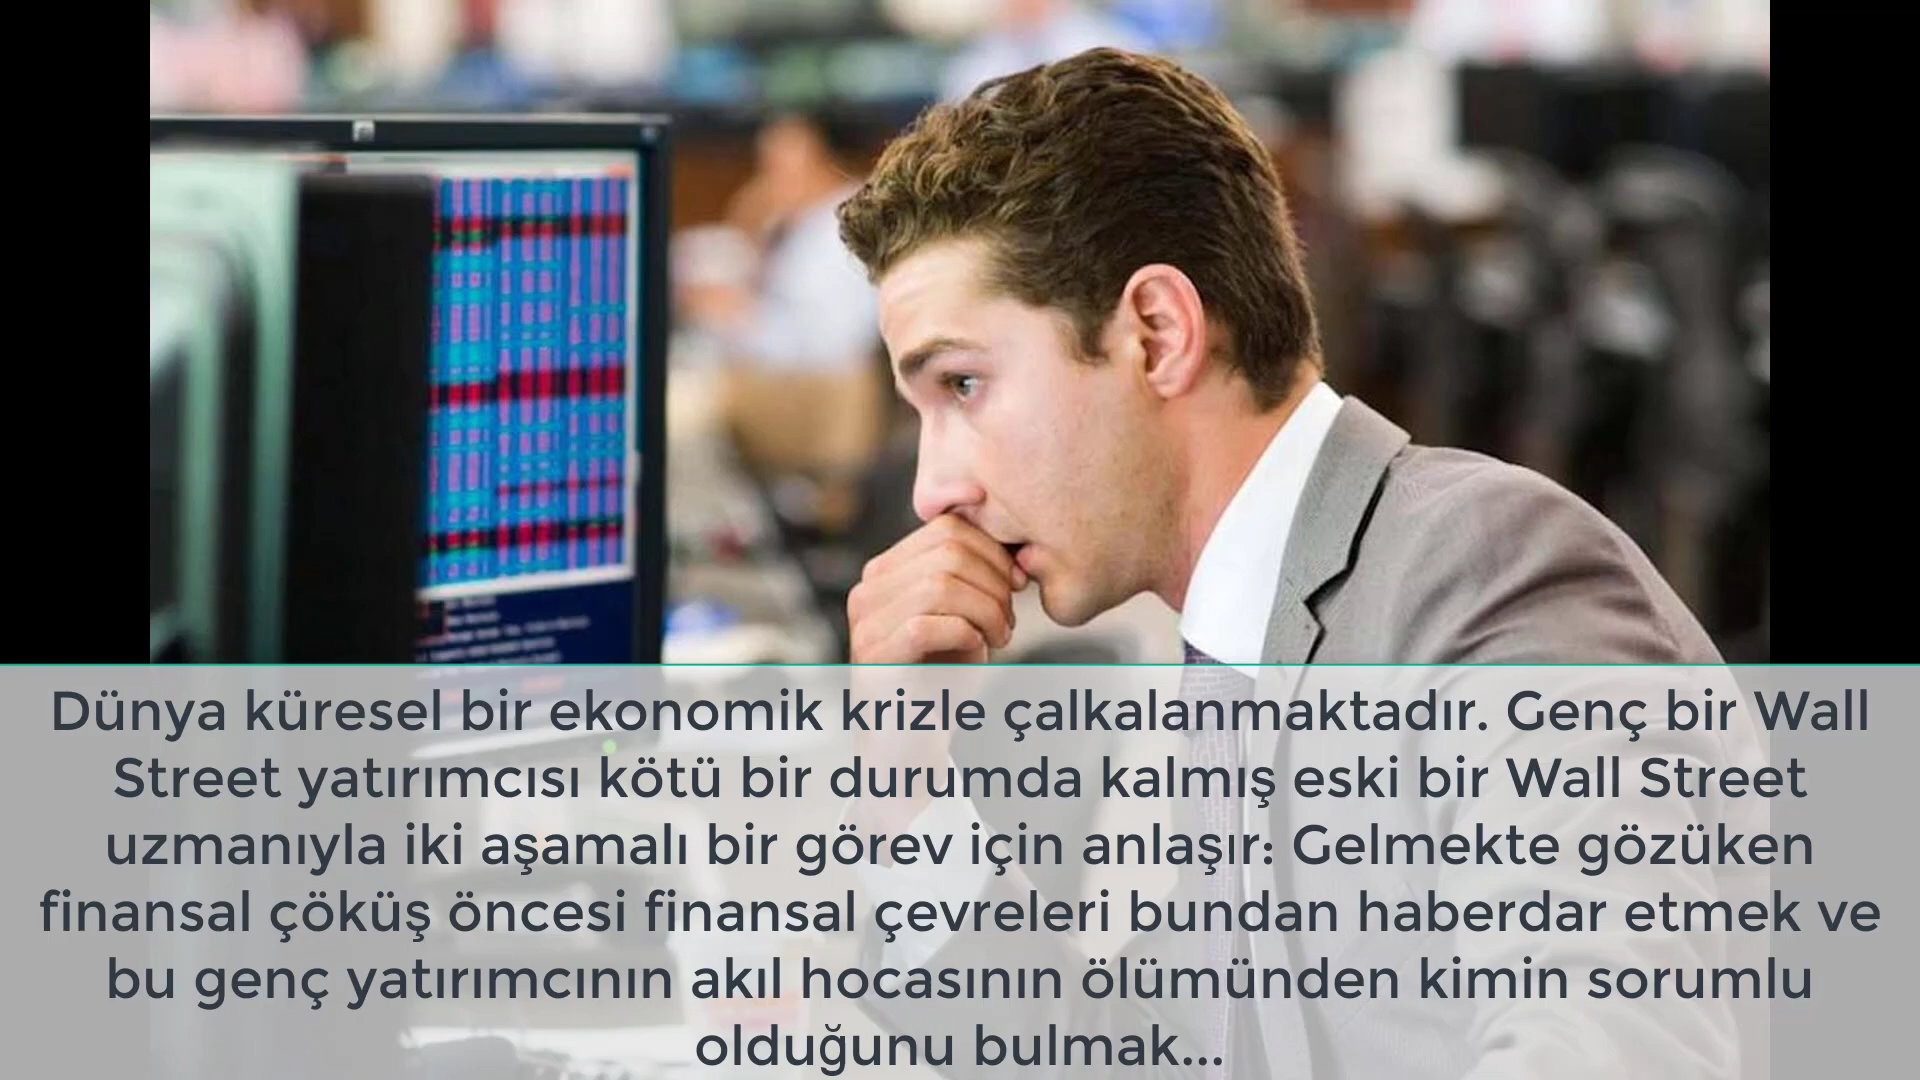 Dünya küresel bir ekonomik krizle çalkalanmaktadır. Genç bir Wall
Street yatırımcısı kötü bir durumda kalmış eski bir Wall Street
uzmanıyla iki aşamalı bir görev için anlaşır: Gelmekte gözüken
finansal çöküş öncesi finansal çevreleri bundan haberdar etmek ve
bu genç yatırımcının akıl hocasının ölümünden kimin sorumlu
olduğunu bulmak...